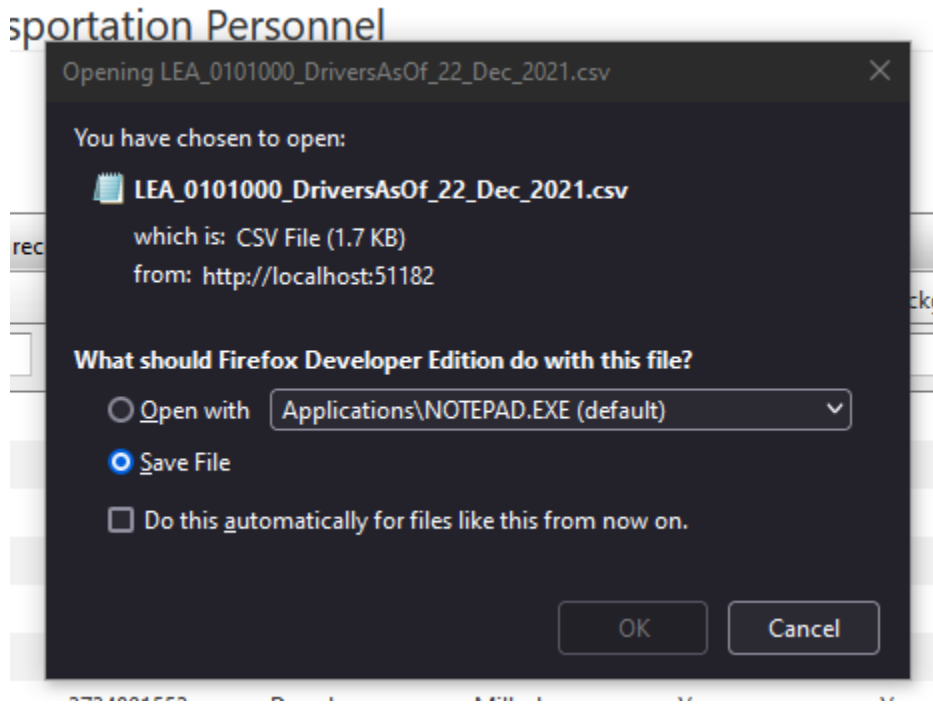 sportation Personnel
Opening LEA_0101000_DriversAsOf_22_Dec_2021.csv
You have chosen to open:
LEA_0101000_DriversAsOf_22_Dec_2021.csv
rec
which is: CSV File (1.7 KB)
from: http://localhost:51182
What should Firefox Developer Edition do with this file?
Open with Applications\NOTEPAD.EXE (default)
Save File
Do this automatically for files like this from now on.
OK Cancel